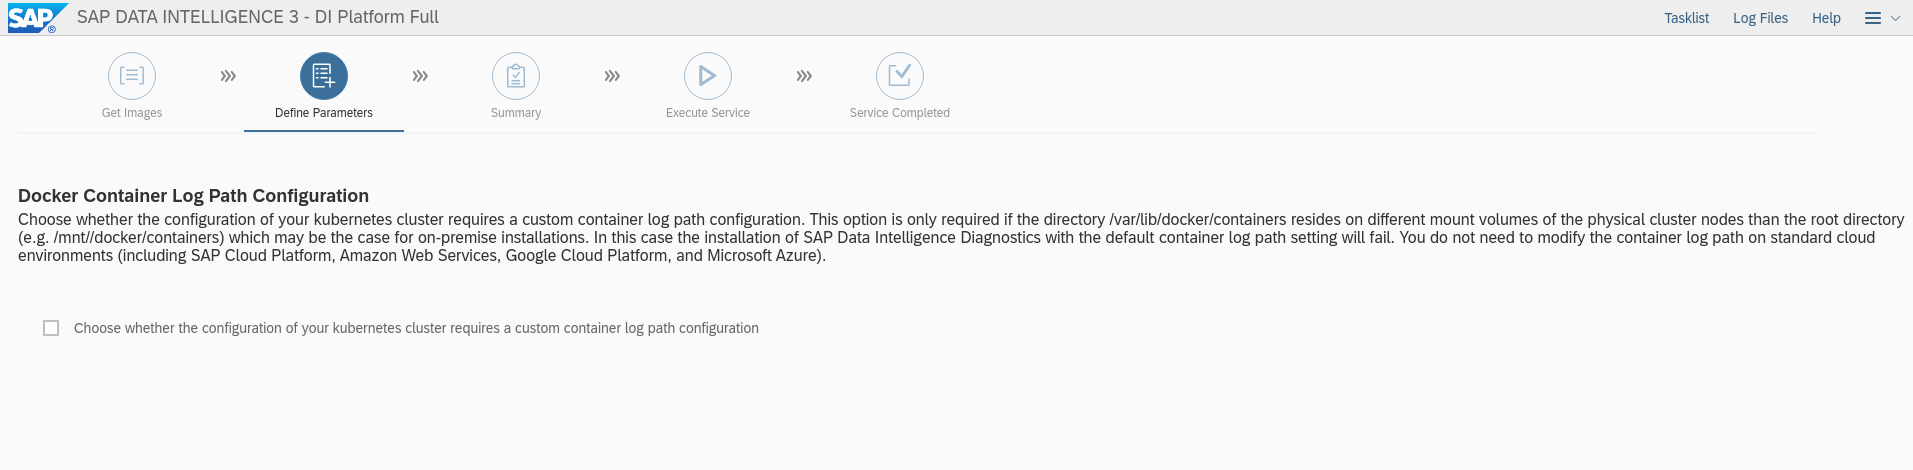 SAP ® SAP DATA INTELLIGENCE 3 - DI Platform Full
Tasklist Log Files Help
Get Images
Define Parameters
Summary
Execute Service
Service Completed
Docker Container Log Path Configuration
Choose whether the configuration of your kubernetes cluster requires a custom container log path configuration. This option is only required if the directory /var/lib/docker/containers resides on different mount volumes of the physical cluster nodes than the root directory
(e.g. /mnt//docker/containers) which may be the case for on-premise installations. In this case the installation of SAP Data Intelligence Diagnostics with the default container log path setting will fail. You do not need to modify the container log path on standard cloud
environments (including SAP Cloud Platform, Amazon Web Services, Google Cloud Platform, and Microsoft Azure).
Choose whether the configuration of your kubernetes cluster requires a custom container log path configuration